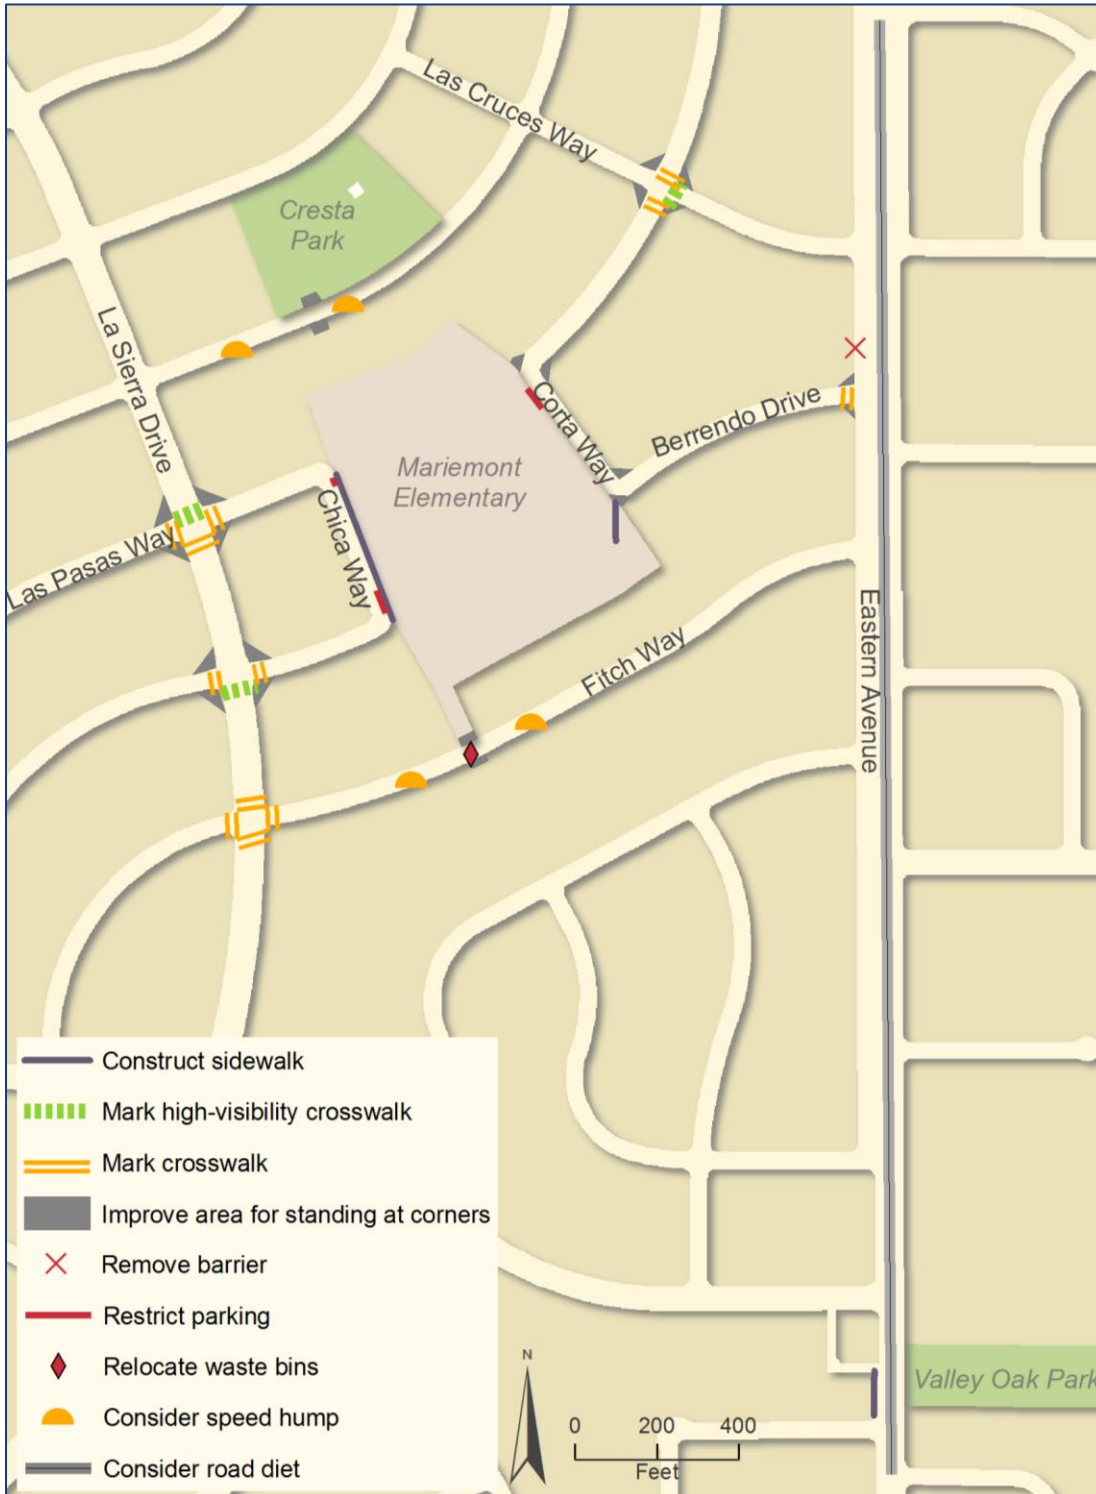 Las Cruces Way
Cresta
Park
La Sierra Drive
Corta Way
Berrendo Drive
Mariemont
Elementary
Chica Way
Las Pasas Way
Fitch Way
Eastern Avenue
Construct sidewalk
Mark high-visibility crosswalk
Mark crosswalk
Improve area for standing at corners
Remove barrier
Restrict parking
Relocate waste bins
Consider speed hump
Consider road diet
N
0 200 400
Feet
Valley Oak Park